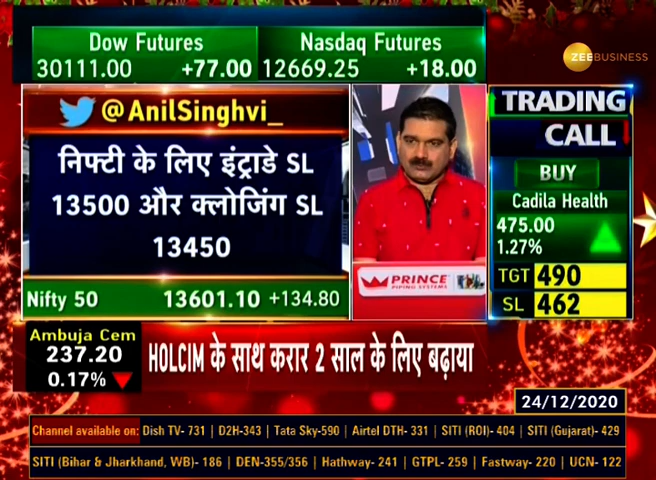 Dow Futures
30111.00 +77.00
Nasdaq Futures
12669.25 +18.00
ZEEBUSINESS
@AnilSinghvi_
निफ्टी के लिए इंट्राडे SL
13500 और क्लोजिंग SL
13450
Nifty 50 13601.10 +134.80
PRINCE
PIPING SYSTEMS
TRADING
CALL
BUY
Cadila Health
475.00
1.27%
TGT 490
SL 462
Ambuja Cem
237.20
0.17%
HOLCIM के साथ करार 2 साल के लिए बढ़ाया
24/12/2020
Channel available on: Dish TV- 731 | D2H-343 | Tata Sky-590 | Airtel DTH- 331 | SITI (ROI)- 404 | SITI (Gujarat)- 429
SITI (Bihar & Jharkhand, WB)- 186 | DEN-355/356 | Hathway- 241 | GTPL- 259 | Fastway- 220 | UCN- 122